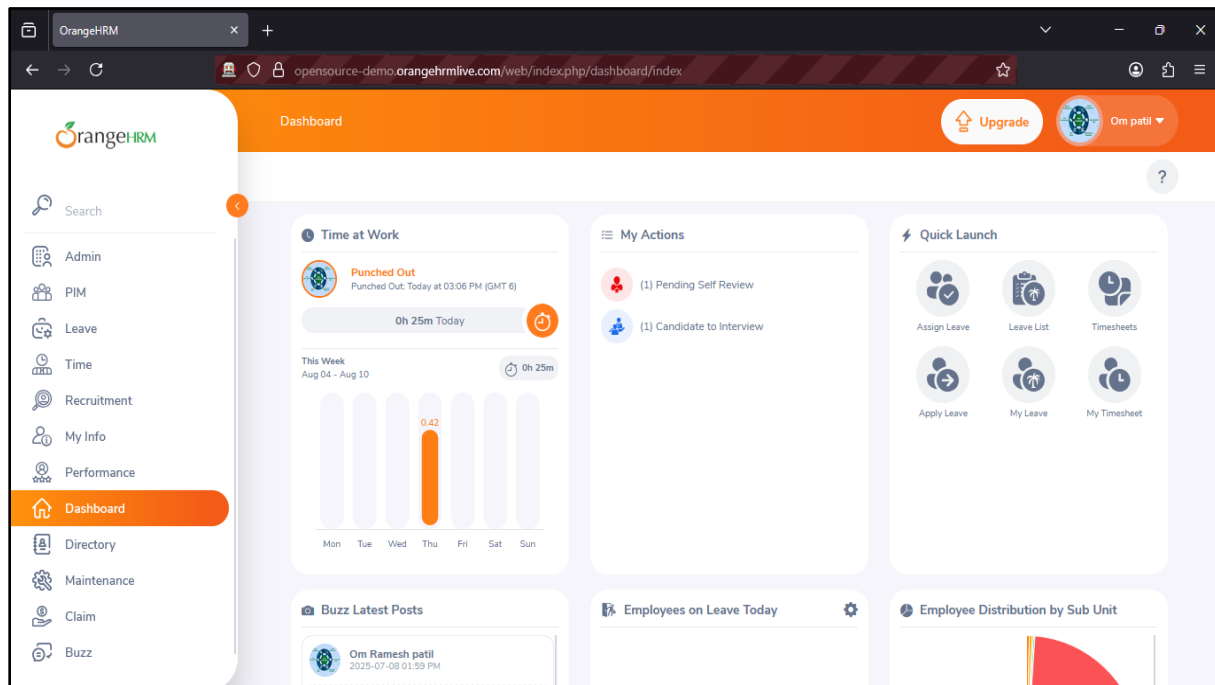 OrangeHRM
opensource-demo.orangehrmlive.com/web/index.php/dashboard/index
OrangeHRM
Dashboard
Upgrade
Om patil
?
Search
Admin
PIM
Leave
Time
Recruitment
My Info
Performance
Dashboard
Directory
Maintenance
Claim
Buzz
Time at Work
Punched Out
Punched Out: Today at 03:06 PM (GMT 6)
0h 25m Today
This Week
Aug 04 - Aug 10
0h 25m
0.42
Mon Tue Wed Thu Fri Sat Sun
My Actions
(1) Pending Self Review
(1) Candidate to Interview
Quick Launch
Assign Leave
Leave List
Timesheets
Apply Leave
My Leave
My Timesheet
Buzz Latest Posts
Om Ramesh patil
2025-07-08 01:59 PM
Employees on Leave Today
Employee Distribution by Sub Unit